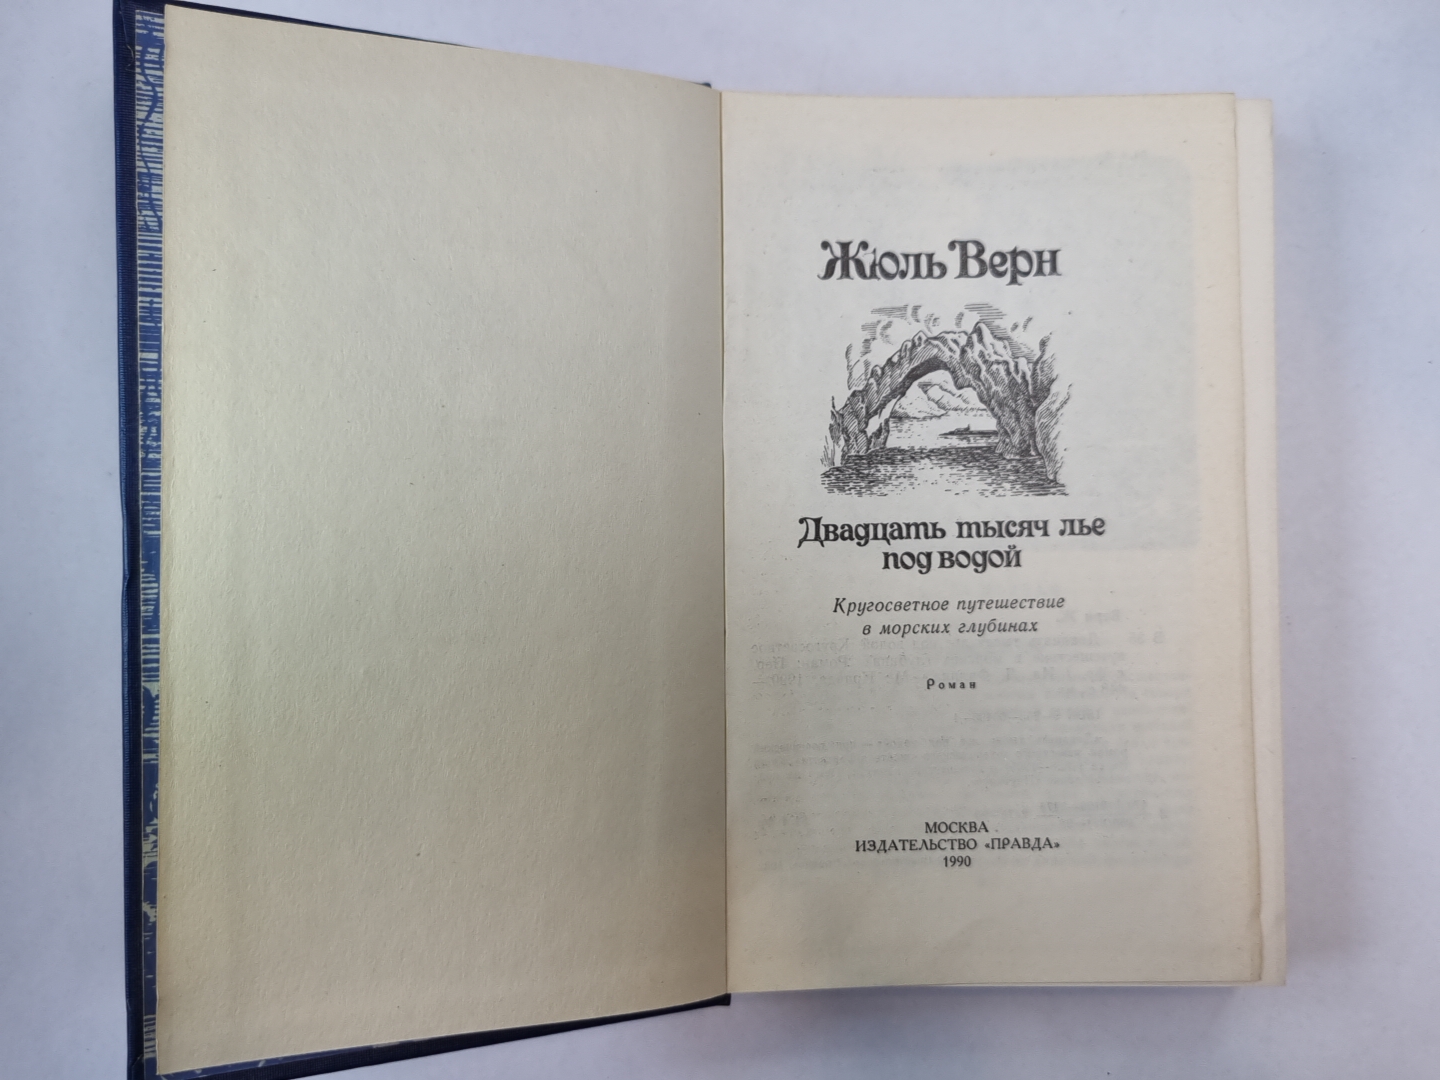 Жюль Верн
Двадцать тысяч лье
под водой
Кругосветное путешествие
в морских глубинах
Роман
МОСКВА
ИЗДАТЕЛЬСТВО «ПРАВДА»
1990